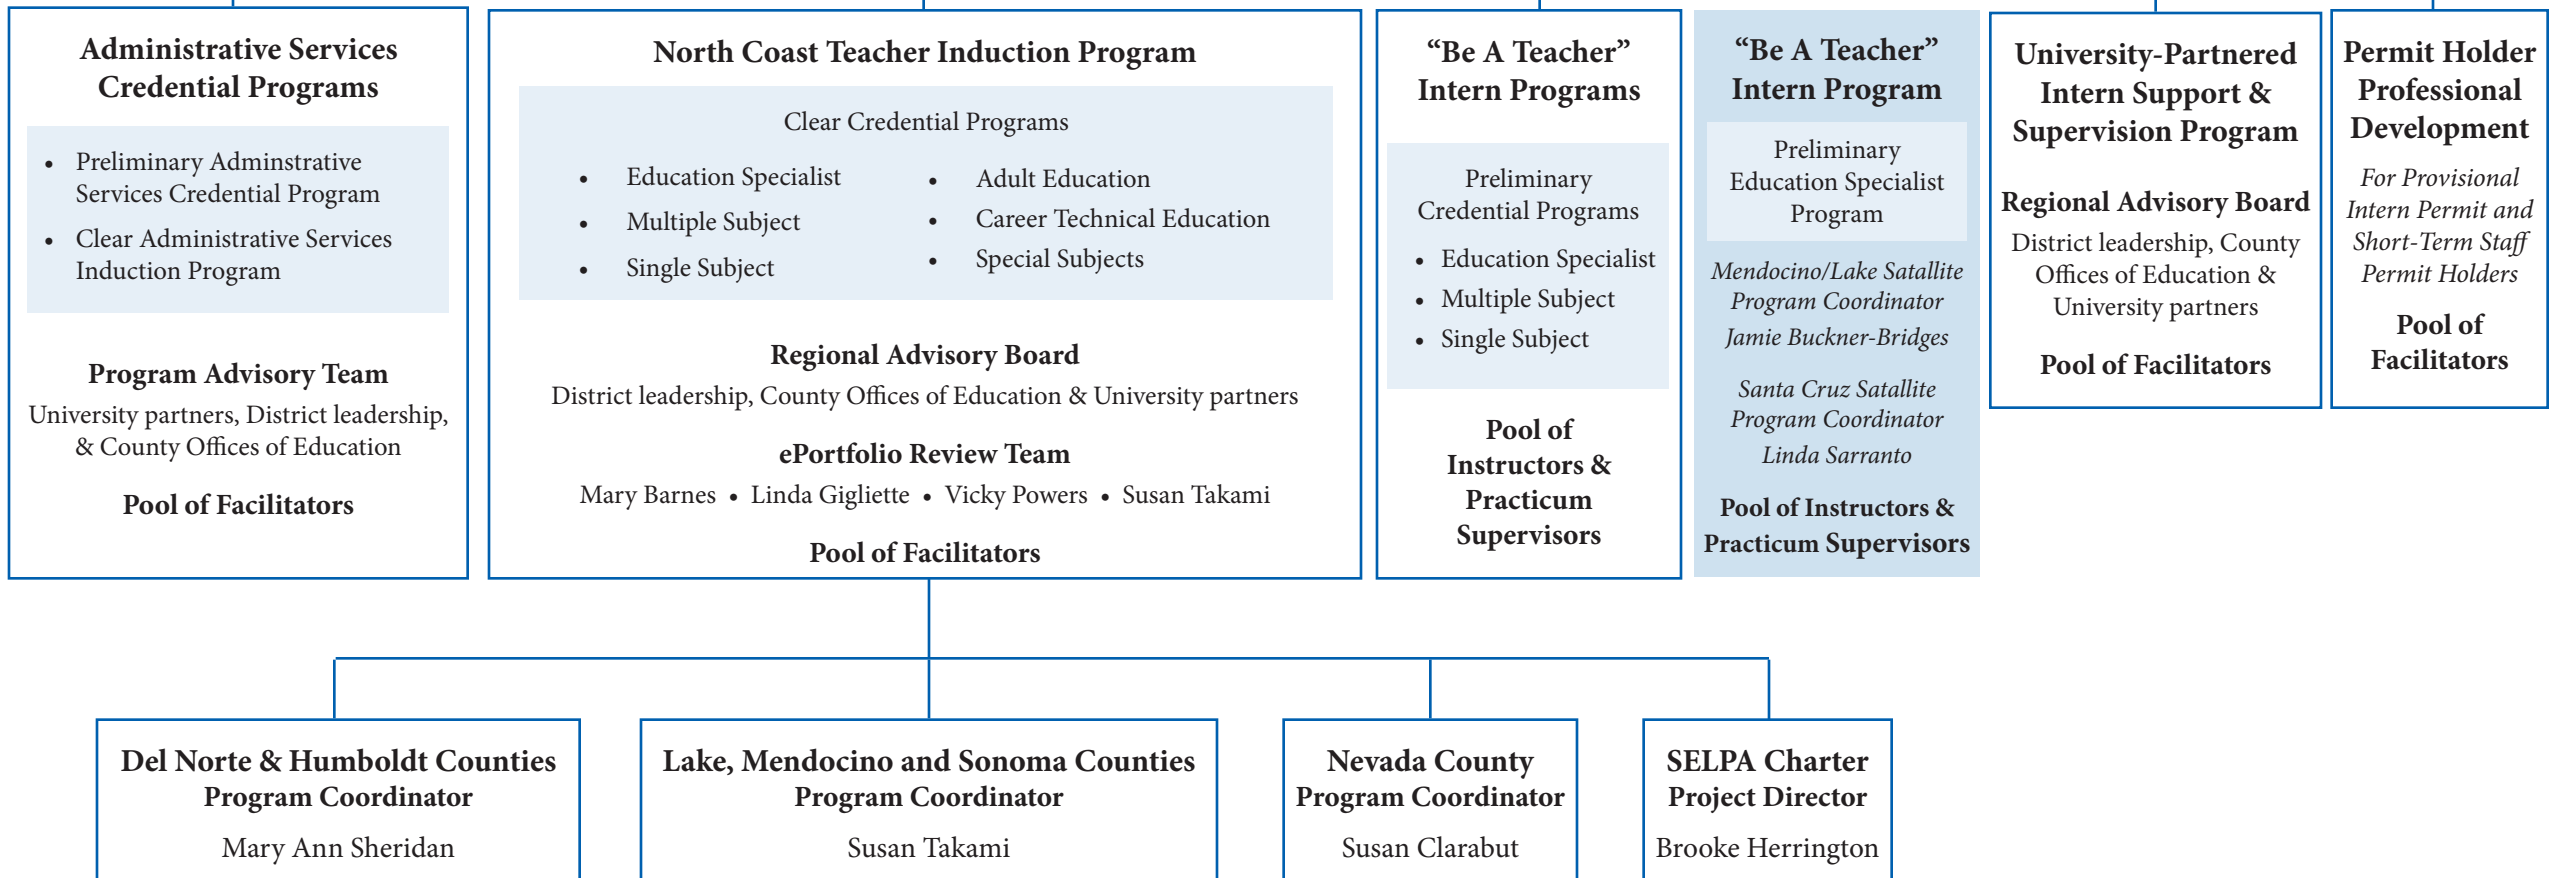 Administrative Services
Credential Programs
• Preliminary Adminstrative
Services Credential Program
• Clear Administrative Services
Induction Program
Program Advisory Team
University partners, District leadership,
& County Offices of Education
Pool of Facilitators
North Coast Teacher Induction Program
Clear Credential Programs
• Education Specialist
• Multiple Subject
• Single Subject
• Adult Education
• Career Technical Education
• Special Subjects
Regional Advisory Board
District leadership, County Offices of Education & University partners
ePortfolio Review Team
Mary Barnes • Linda Gigliette • Vicky Powers • Susan Takami
Pool of Facilitators
“Be A Teacher”
Intern Programs
Preliminary
Credential Programs
• Education Specialist
• Multiple Subject
• Single Subject
Pool of
Instructors &
Practicum
Supervisors
“Be A Teacher”
Intern Program
Preliminary
Education Specialist
Program
Mendocino/Lake Satallite
Program Coordinator
Jamie Buckner-Bridges
Santa Cruz Satallite
Program Coordinator
Linda Sarranto
Pool of Instructors &
Practicum Supervisors
University-Partnered
Intern Support &
Supervision Program
Regional Advisory Board
District leadership, County
Offices of Education &
University partners
Pool of Facilitators
Permit Holder
Professional
Development
For Provisional
Intern Permit and
Short-Term Staff
Permit Holders
Pool of
Facilitators
Del Norte & Humboldt Counties
Program Coordinator
Mary Ann Sheridan
Lake, Mendocino and Sonoma Counties
Program Coordinator
Susan Takami
Nevada County
Program Coordinator
Susan Clarabut
SELPA Charter
Project Director
Brooke Herrington